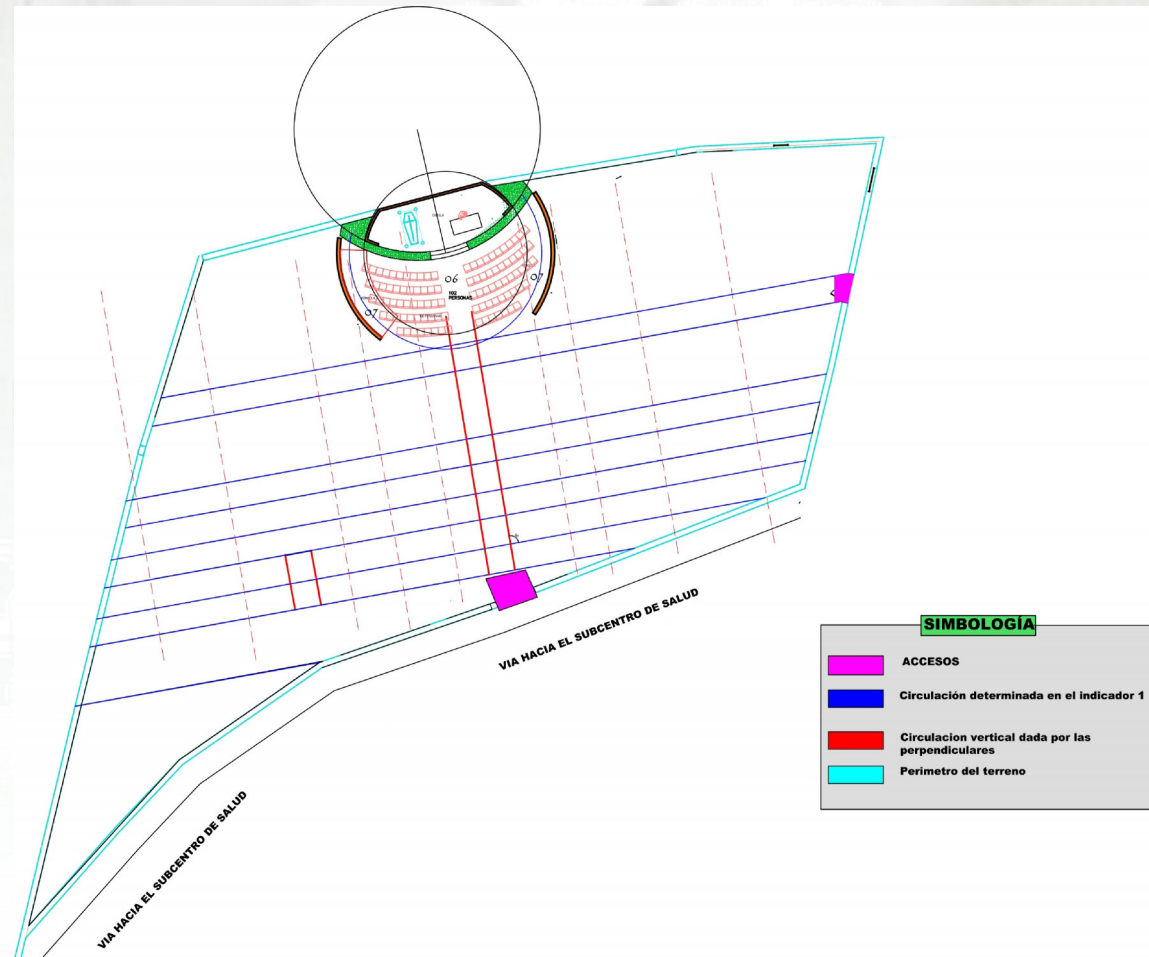 06
102
PERSONAS
07
07
VIA HACIA EL SUBCENTRO DE SALUD
VIA HACIA EL SUBCENTRO DE SALUD
SIMBOLOGÍA
ACCESOS
Circulación determinada en el indicador 1
Circulacion vertical dada por las
perpendiculares
Perimetro del terreno